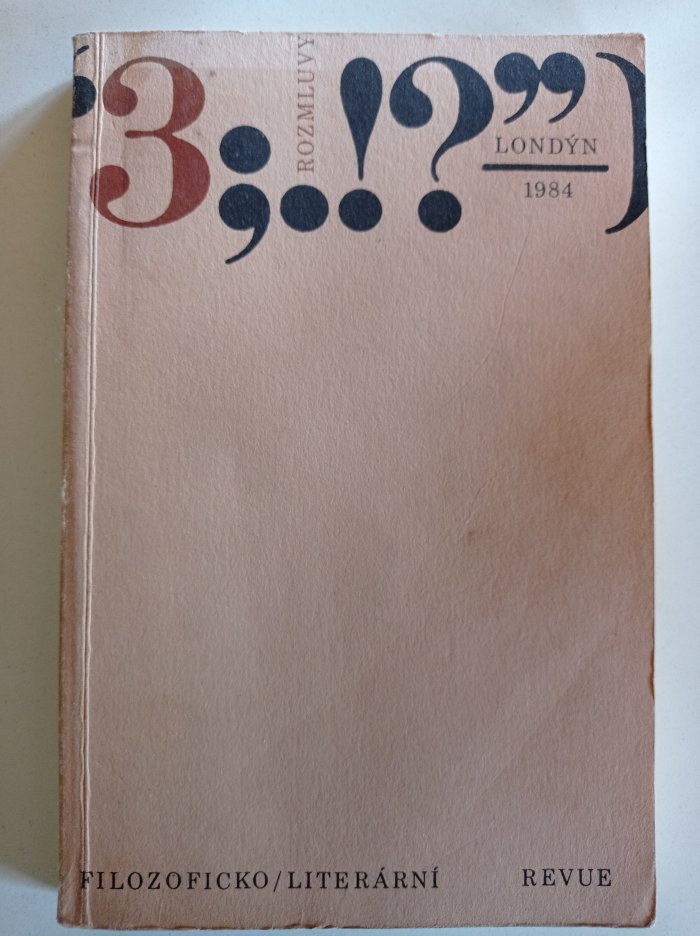 3;.!?”)
ROZMLUVY
LONDÝN
1984
FILOZOFICKO/LITERÁRNÍ REVUE